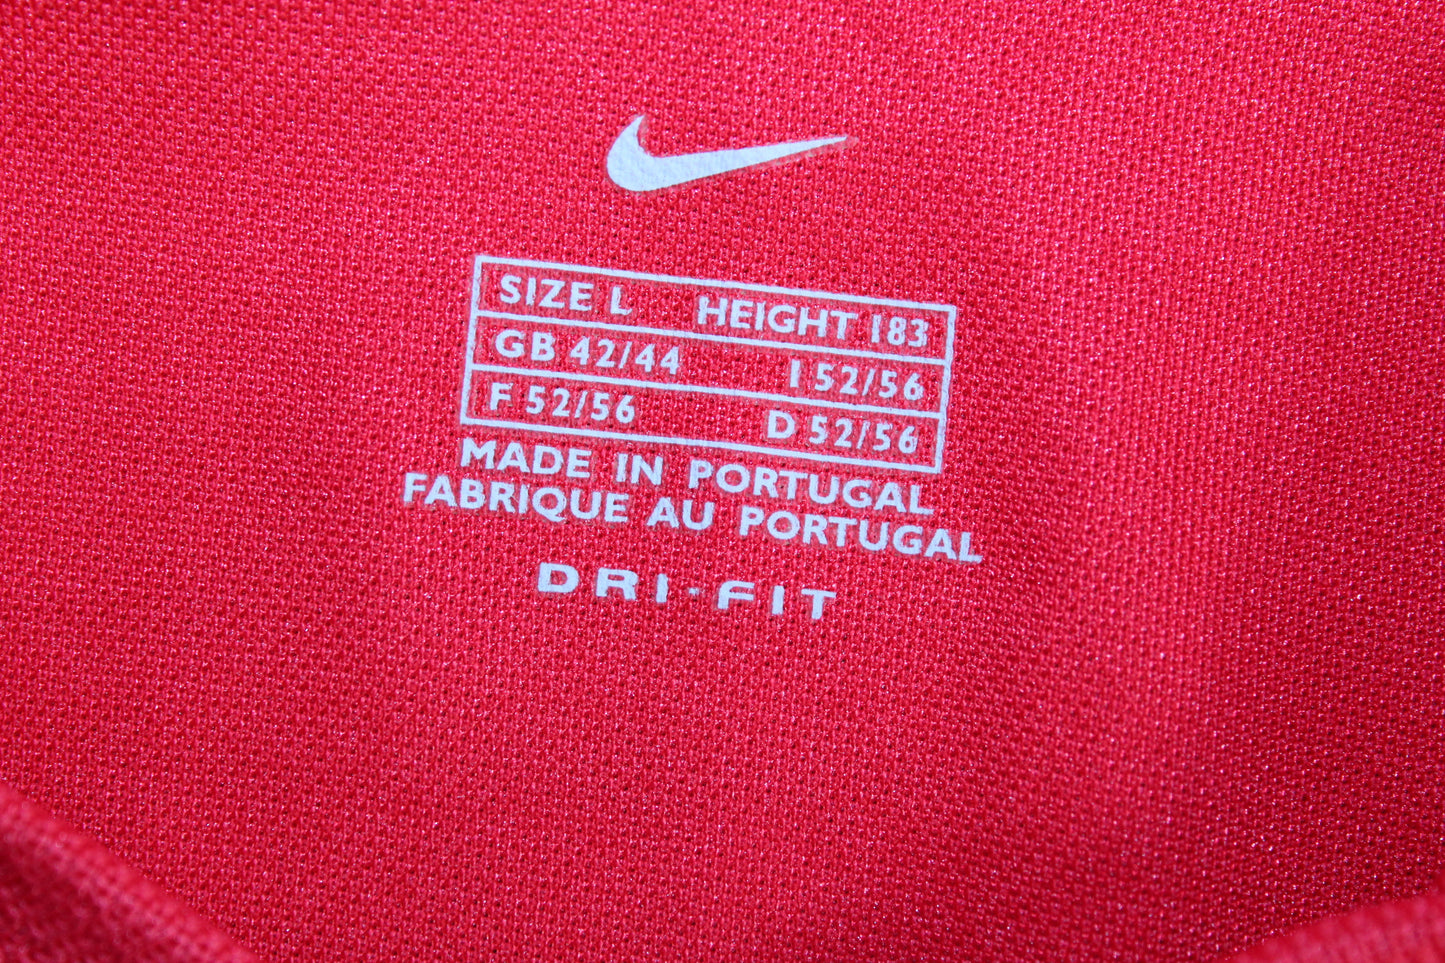 SIZE L HEIGHT 183
GB 42/44 I 52/56
F 52/56 D 52/56
MADE IN PORTUGAL
FABRIQUE AU PORTUGAL
DRI-FIT